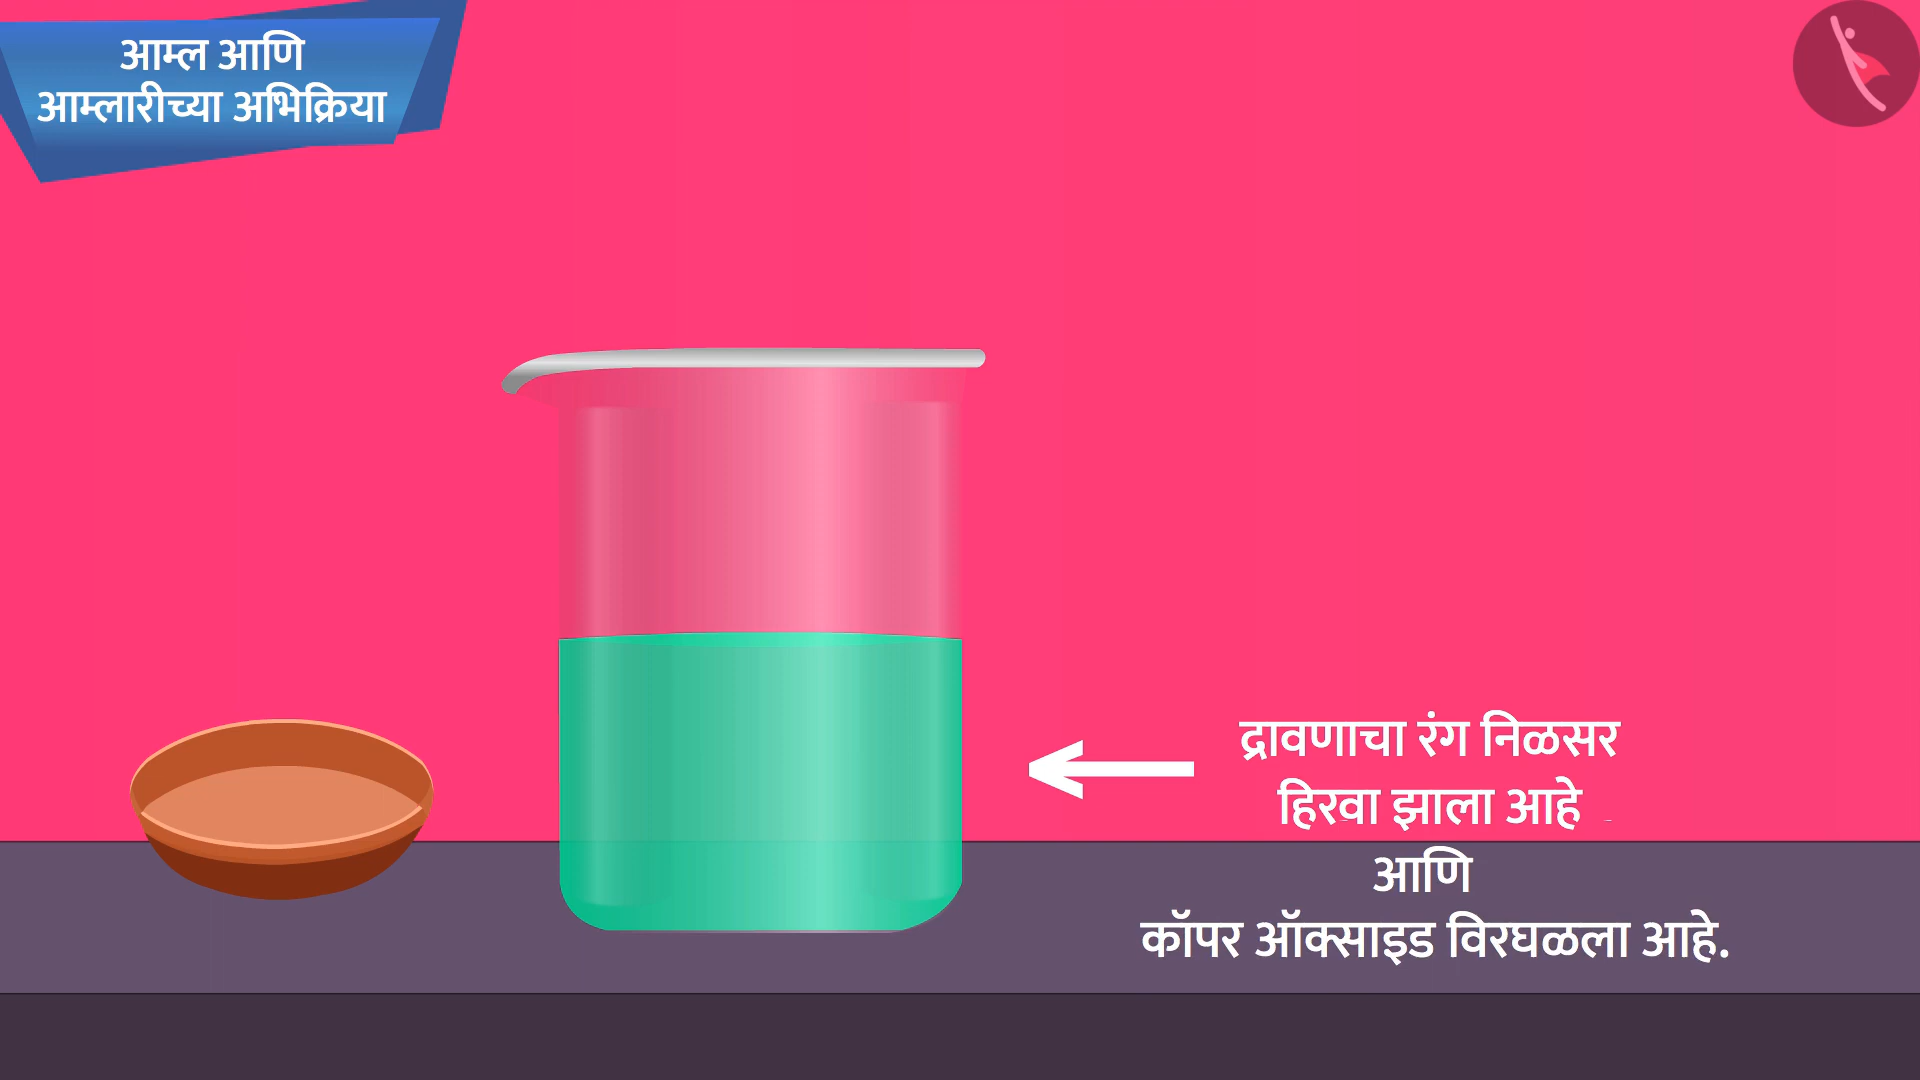 आम्ल आणि
आम्लारीच्या अभिक्रिया
द्रावणाचा रंग निळसर
हिरवा झाला आहे
आणि
कॉपर ऑक्साइड विरघळला आहे.